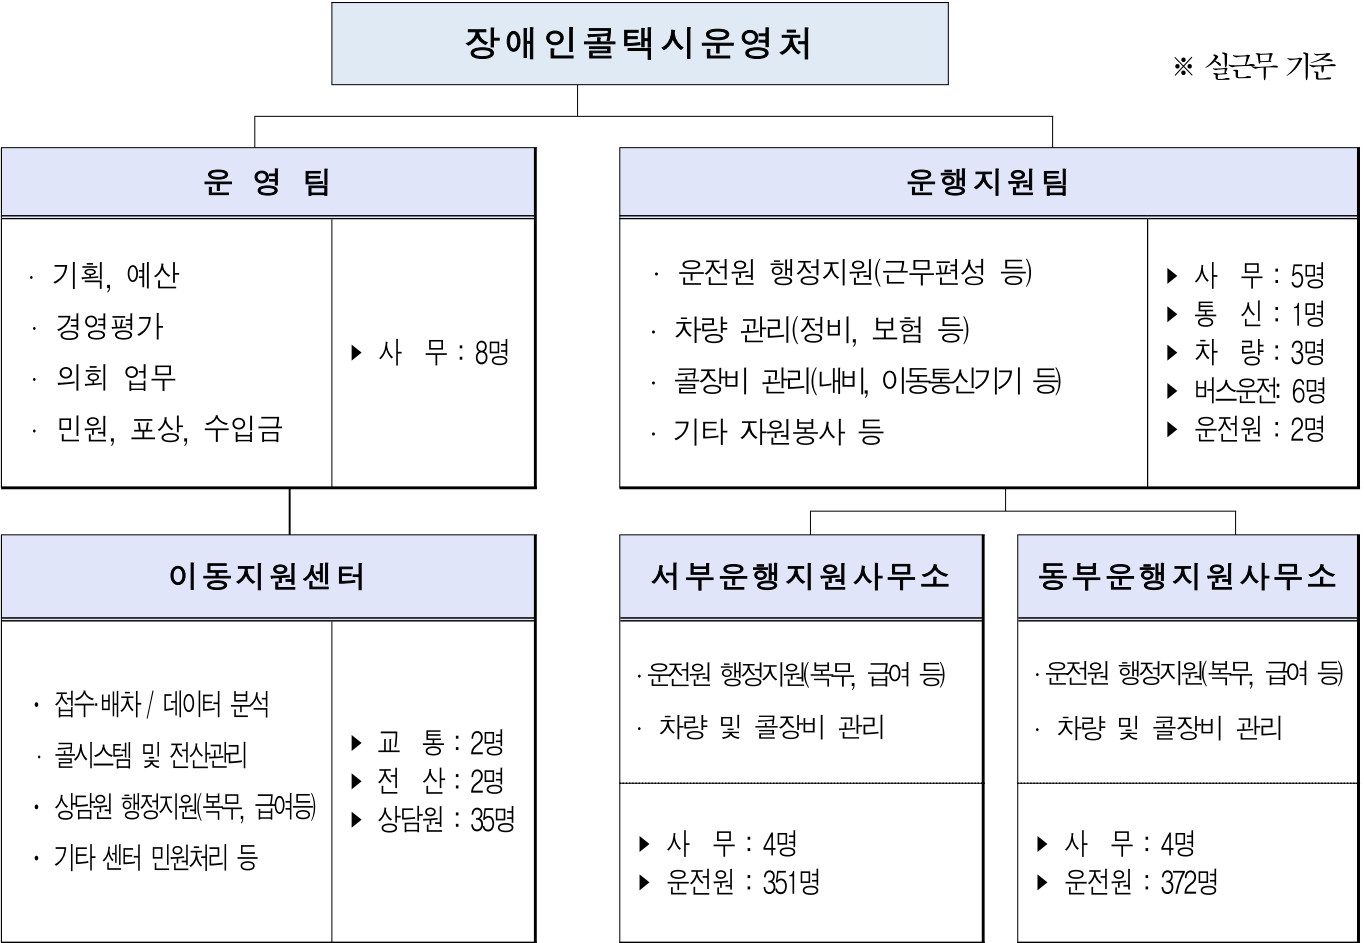 장애인콜택시운영처
※ 실근무 기준
운 영 팀
· 기획, 예산
· 경영평가
· 의회 업무
· 민원, 포상, 수입금
▶ 사 무 : 8명
운행지원팀
· 운전원 행정지원(근무편성 등)
· 차량 관리(정비, 보험 등)
· 콜장비 관리(내비, 이동통신기기 등)
· 기타 자원봉사 등
▶ 사 무 : 5명
▶ 통 신 : 1명
▶ 차 량 : 3명
▶ 버스운전: 6명
▶ 운전원 : 2명
이동지원센터
· 접수·배차 / 데이터 분석
· 콜시스템 및 전산관리
· 상담원 행정지원(복무, 급여등)
· 기타 센터 민원처리 등
▶ 교 통 : 2명
▶ 전 산 : 2명
▶ 상담원 : 35명
서부운행지원사무소
· 운전원 행정지원(복무, 급여 등)
· 차량 및 콜장비 관리
▶ 사 무 : 4명
▶ 운전원 : 351명
동부운행지원사무소
· 운전원 행정지원(복무, 급여 등)
· 차량 및 콜장비 관리
▶ 사 무 : 4명
▶ 운전원 : 372명